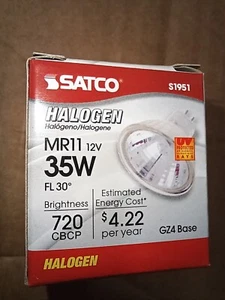 SATCO
S1951
HALOGEN
Halógeno/Halogene
MR11 12V
35W
FL 30°
Brightness
720
CBCP
Estimated
Energy Cost*
$4.22
per year
GZ4 Base
HALOGEN